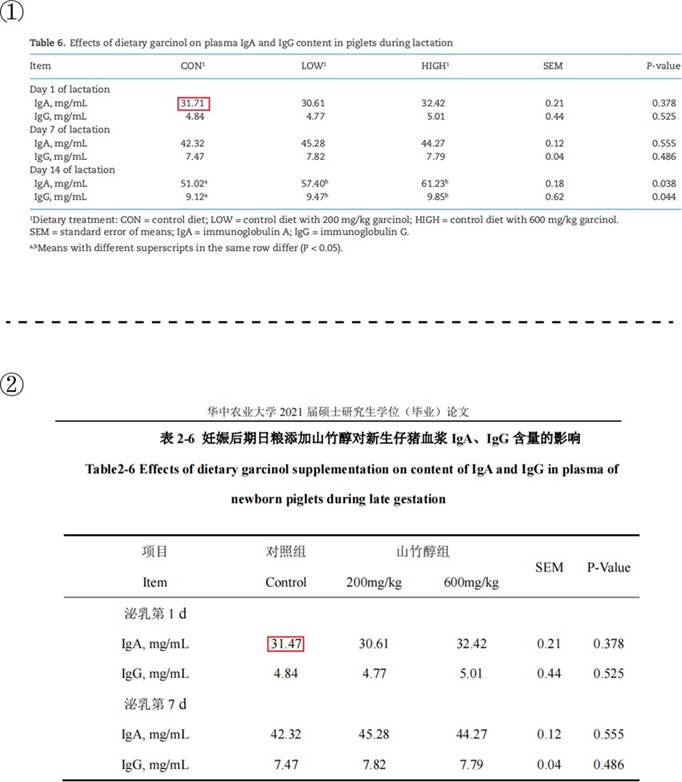 ①
Table 6. Effects of dietary garcinol on plasma IgA and IgG content in piglets during lactation
Item CON¹ LOW¹ HIGH¹ SEM P-value
Day 1 of lactation
IgA, mg/mL 31.71 30.61 32.42 0.21 0.378
IgG, mg/mL 4.84 4.77 5.01 0.44 0.525
Day 7 of lactation
IgA, mg/mL 42.32 45.28 44.27 0.12 0.555
IgG, mg/mL 7.47 7.82 7.79 0.04 0.486
Day 14 of lactation
IgA, mg/mL 51.02ᵃ 57.40ᵇ 61.23ᵇ 0.18 0.038
IgG, mg/mL 9.12ᵃ 9.47ᵇ 9.85ᵇ 0.62 0.044
¹Dietary treatment: CON = control diet; LOW = control diet with 200 mg/kg garcinol; HIGH = control diet with 600 mg/kg garcinol.
SEM = standard error of means; IgA = immunoglobulin A; IgG = immunoglobulin G.
ᵃ,ᵇMeans with different superscripts in the same row differ (P < 0.05).
②
华中农业大学 2021 届硕士研究生学位（毕业）论文
表 2-6 妊娠后期日粮添加山竹醇对新生仔猪血浆 IgA、IgG 含量的影响
Table2-6 Effects of dietary garcinol supplementation on content of IgA and IgG in plasma of
newborn piglets during late gestation
项目 对照组 山竹醇组 SEM P-Value
Item Control 200mg/kg 600mg/kg
泌乳第 1 d
IgA, mg/mL 31.47 30.61 32.42 0.21 0.378
IgG, mg/mL 4.84 4.77 5.01 0.44 0.525
泌乳第 7 d
IgA, mg/mL 42.32 45.28 44.27 0.12 0.555
IgG, mg/mL 7.47 7.82 7.79 0.04 0.486